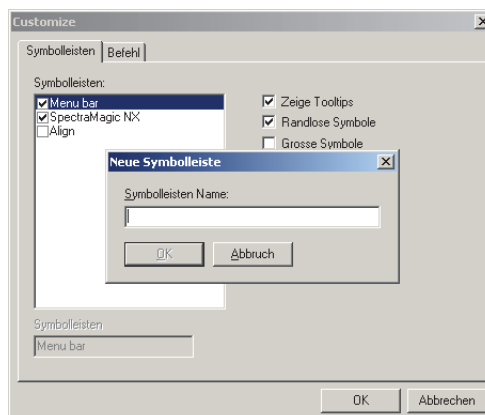 Customize
Symbolleisten Befehl
Symbolleisten:
Menu bar
SpectraMagic NX
Align
Zeige Tooltips
Randlose Symbole
Grosse Symbole
Neue Symbolleiste
Symbolleisten Name:
OK Abbruch
Symbolleisten
Menu bar
OK Abbrechen